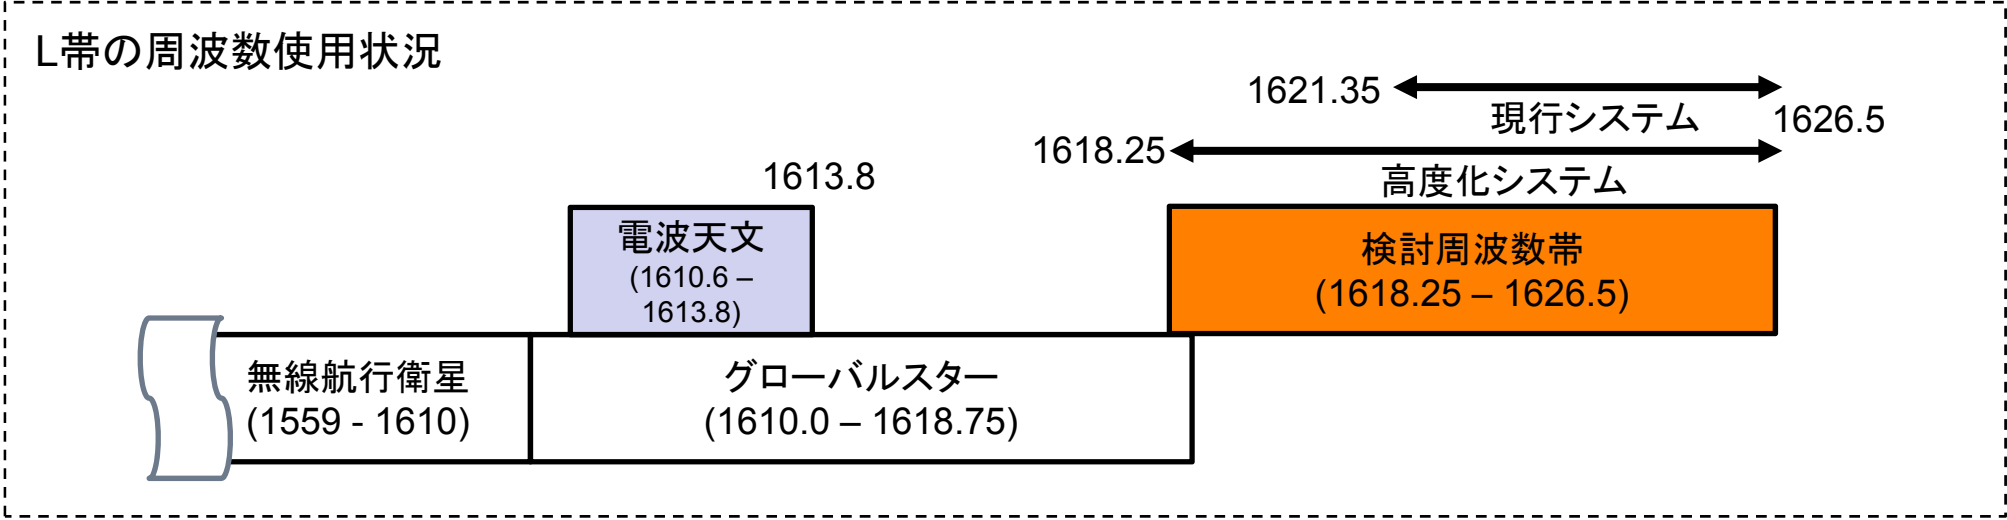 L帯の周波数使用状況
1621.35
現行システム
1626.5
1618.25
高度化システム
1613.8
電波天文
(1610.6 –
1613.8)
検討周波数帯
(1618.25 – 1626.5)
無線航行衛星
(1559 - 1610)
グローバルスター
(1610.0 – 1618.75)